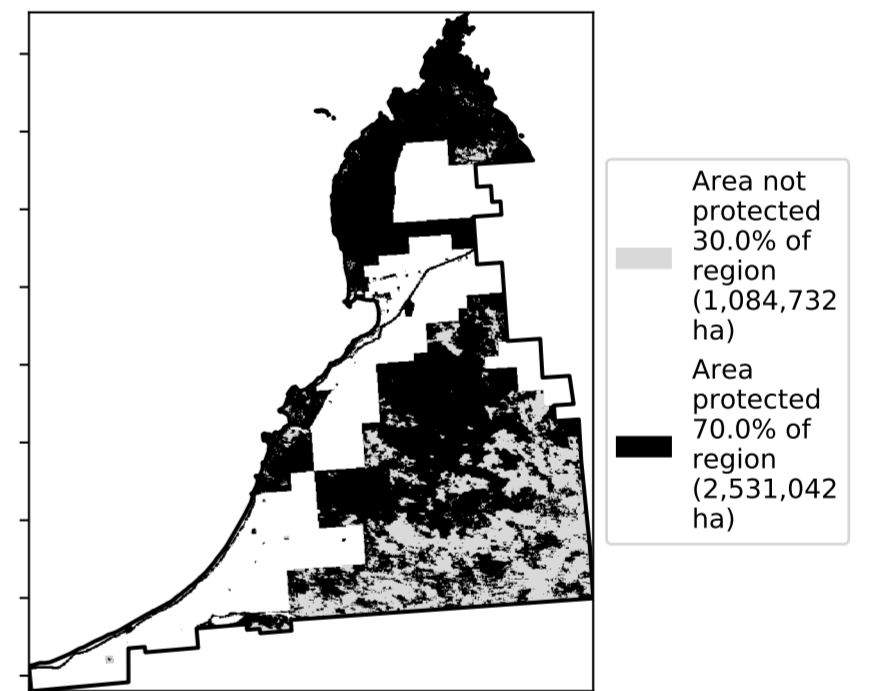 Area not
protected
30.0% of
region
(1,084,732
ha)
Area
protected
70.0% of
region
(2,531,042
ha)